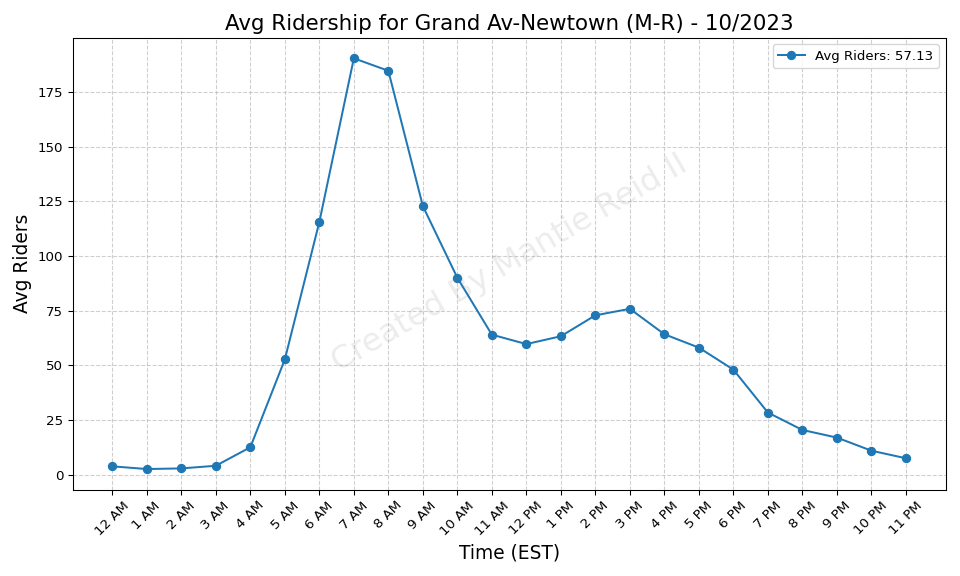 Avg Ridership for Grand Av-Newtown (M-R) - 10/2023
Avg Riders: 57.13
Avg Riders
175
150
125
100
75
50
25
0
Created By Mantle Reid II
12 AM
1 AM
2 AM
3 AM
4 AM
5 AM
6 AM
7 AM
8 AM
9 AM
10 AM
11 AM
12 PM
1 PM
2 PM
3 PM
4 PM
5 PM
6 PM
7 PM
8 PM
9 PM
10 PM
11 PM
Time (EST)